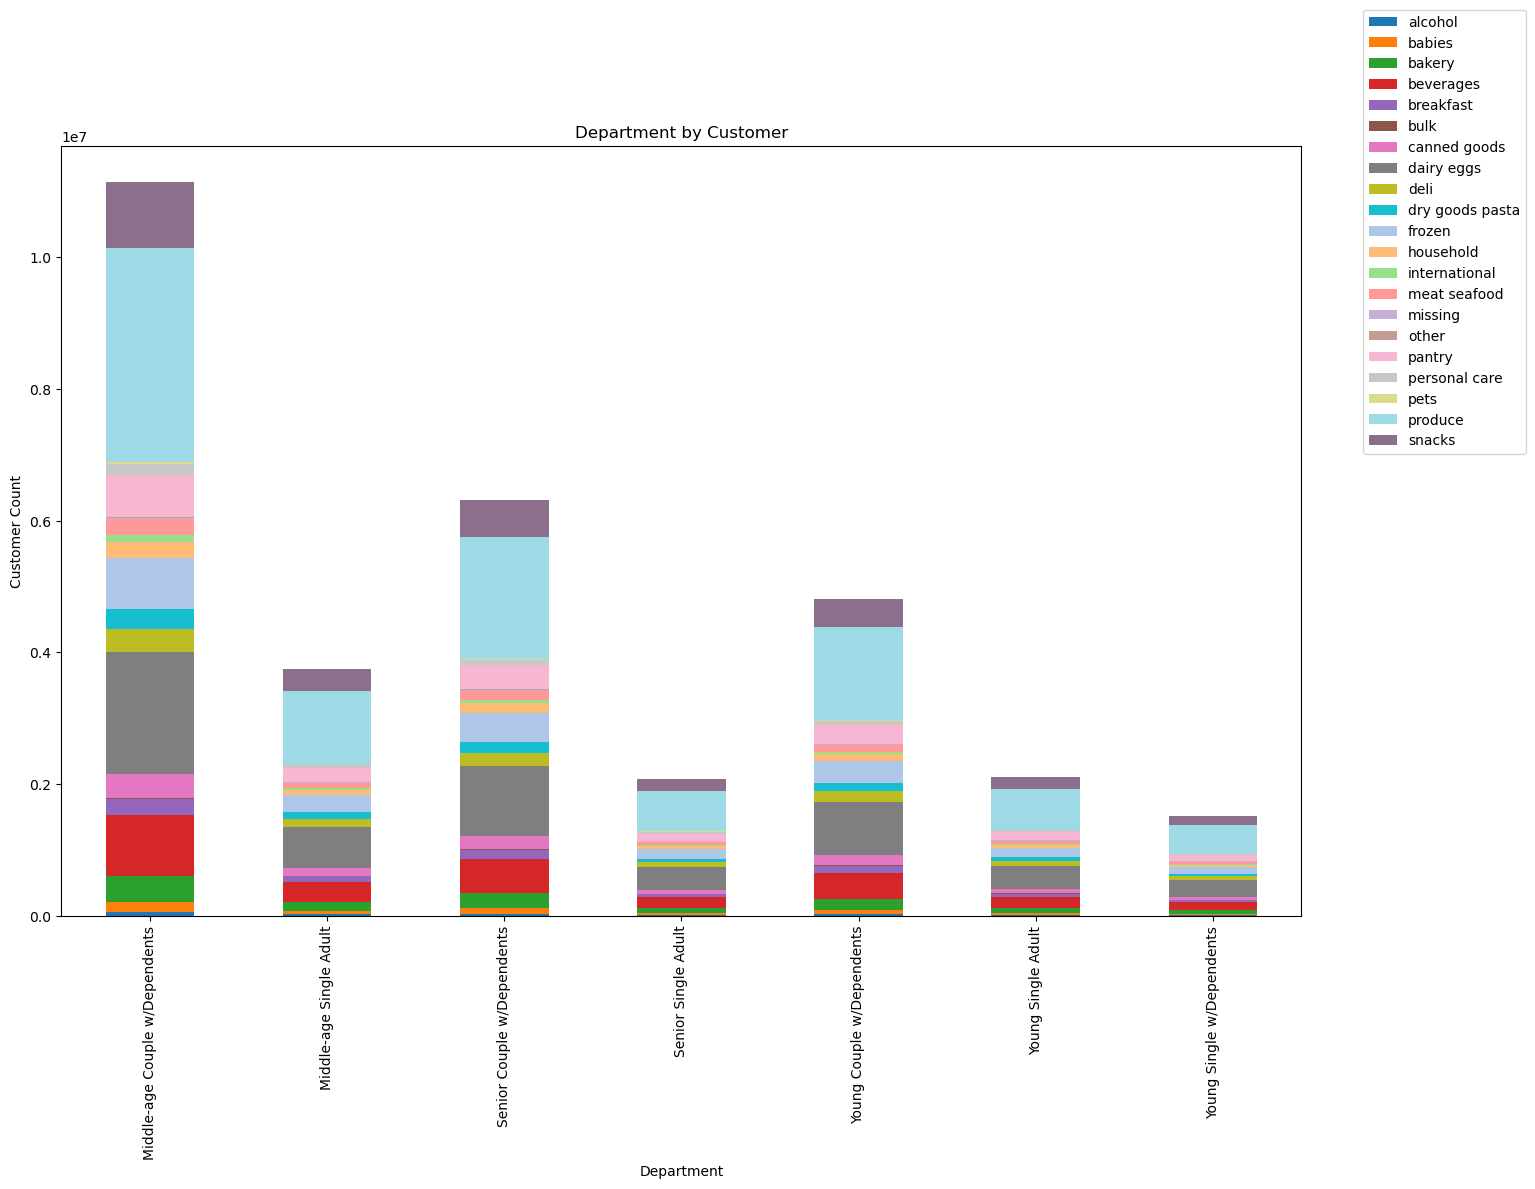 Department by Customer
1e7
1.0
0.8
0.6
0.4
0.2
0.0
Customer Count
Middle-age Couple w/Dependents
Middle-age Single Adult
Senior Couple w/Dependents
Senior Single Adult
Young Couple w/Dependents
Young Single Adult
Young Single w/Dependents
Department
alcohol
babies
bakery
beverages
breakfast
bulk
canned goods
dairy eggs
deli
dry goods pasta
frozen
household
international
meat seafood
missing
other
pantry
personal care
pets
produce
snacks